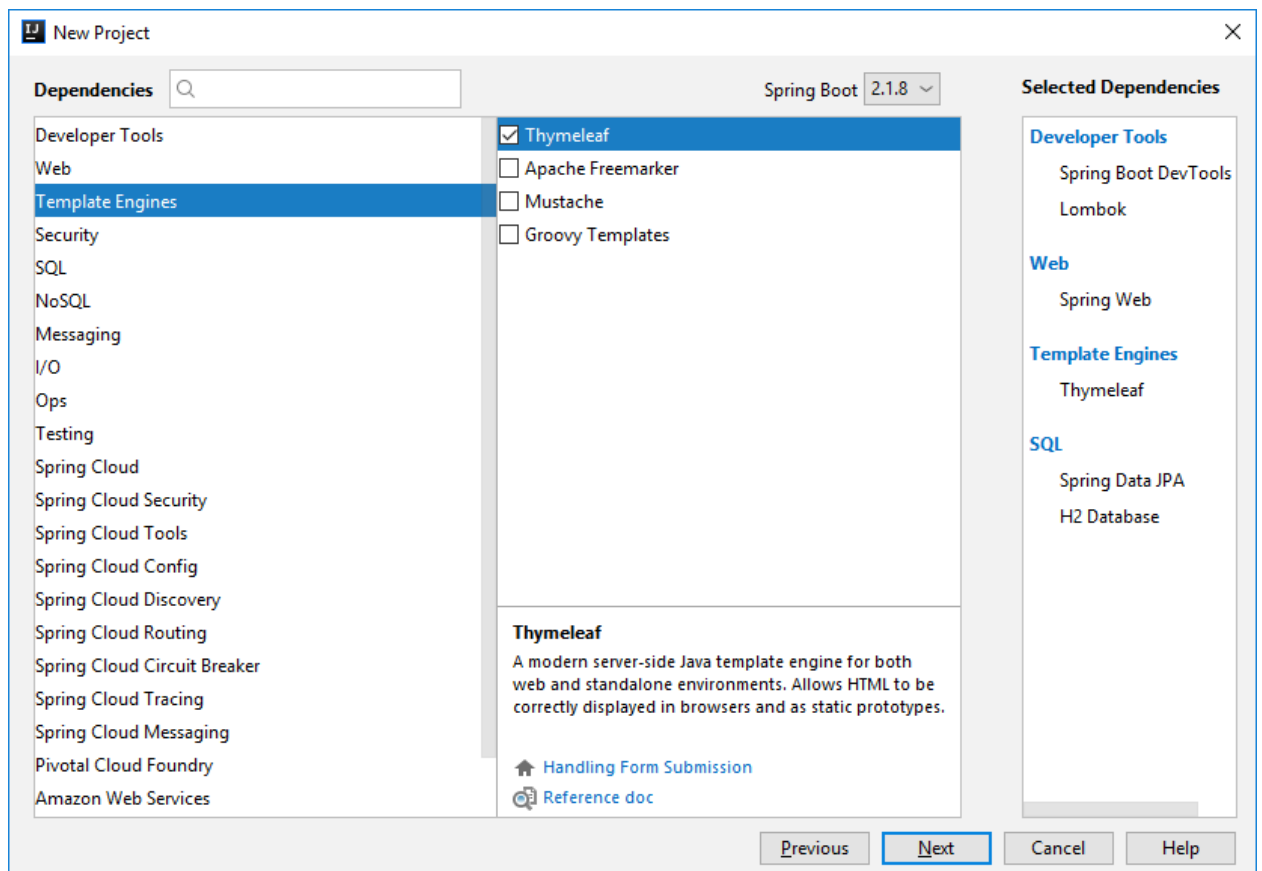 New Project
Dependencies
Spring Boot 2.1.8
Selected Dependencies
Developer Tools
Web
Template Engines
Security
SQL
NoSQL
Messaging
I/O
Ops
Testing
Spring Cloud
Spring Cloud Security
Spring Cloud Tools
Spring Cloud Config
Spring Cloud Discovery
Spring Cloud Routing
Spring Cloud Circuit Breaker
Spring Cloud Tracing
Spring Cloud Messaging
Pivotal Cloud Foundry
Amazon Web Services
Thymeleaf
Apache Freemarker
Mustache
Groovy Templates
Thymeleaf
A modern server-side Java template engine for both
web and standalone environments. Allows HTML to be
correctly displayed in browsers and as static prototypes.
Handling Form Submission
Reference doc
Developer Tools
Spring Boot DevTools
Lombok
Web
Spring Web
Template Engines
Thymeleaf
SQL
Spring Data JPA
H2 Database
Previous
Next
Cancel
Help